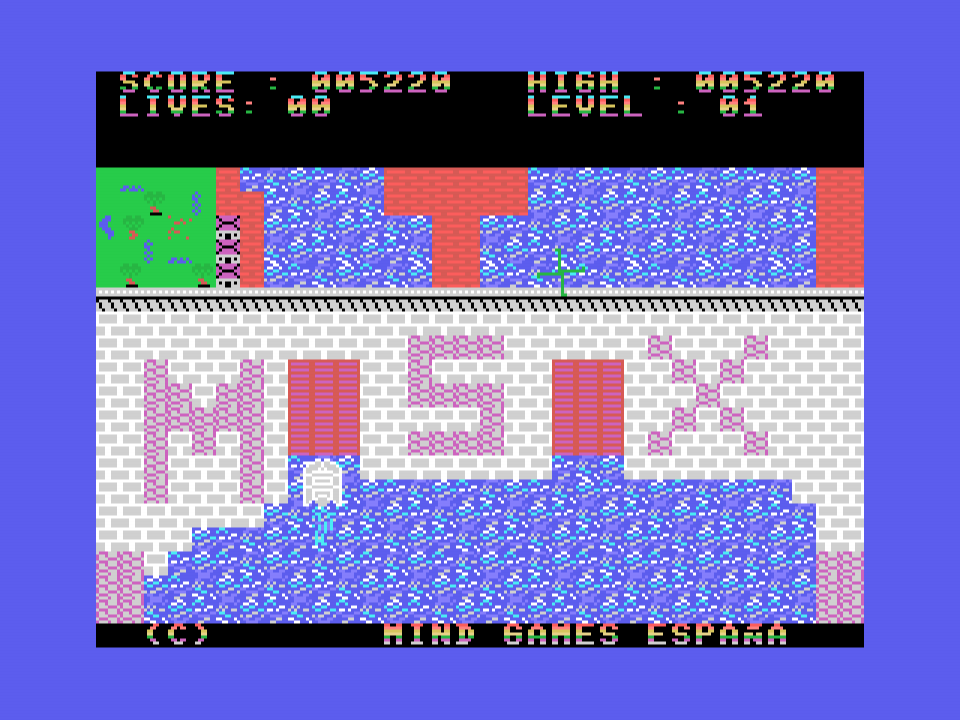 SCORE : 005220 HIGH : 005220
LIVES: 00 LEVEL : 01
MSX
(C) MIND GAMES ESPAÑA